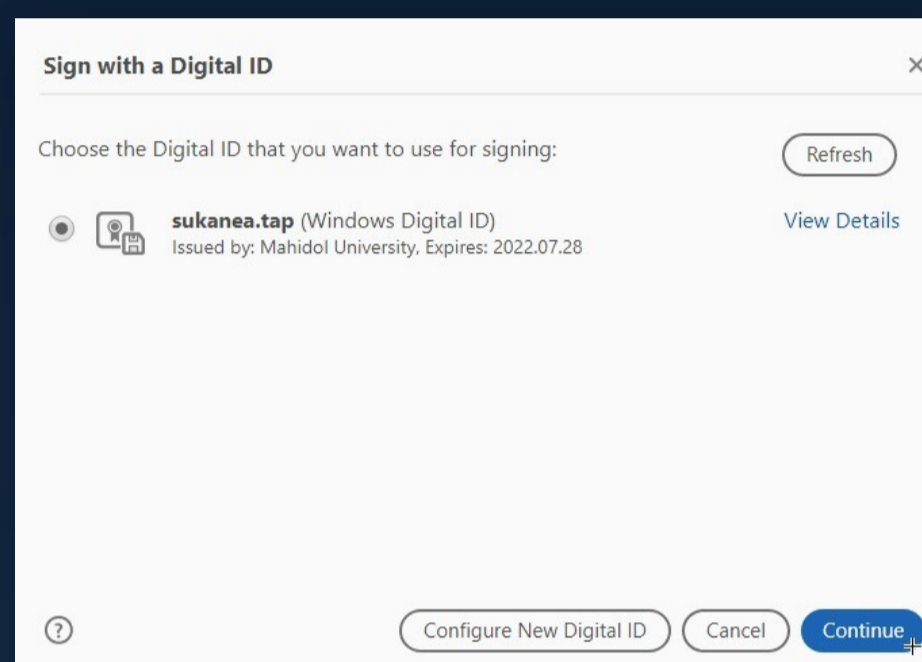 Sign with a Digital ID
Choose the Digital ID that you want to use for signing:
Refresh
sukanea.tap (Windows Digital ID)
View Details
Issued by: Mahidol University, Expires: 2022.07.28
?
Configure New Digital ID
Cancel
Continue